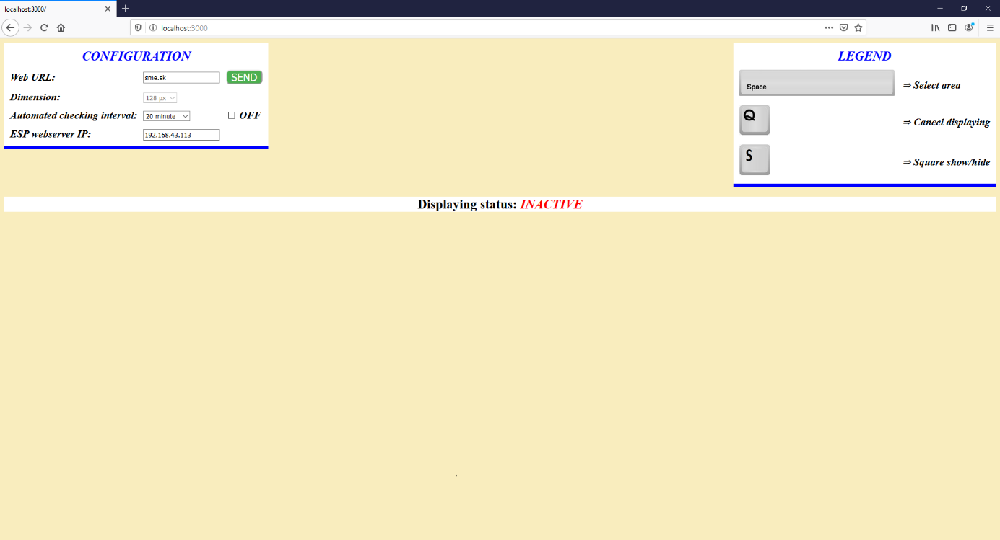 localhost:3000/
localhost:3000
CONFIGURATION
Web URL: sme.sk SEND
Dimension: 128 px
Automated checking interval: 20 minute OFF
ESP webserver IP: 192.168.43.113
LEGEND
Space ⇒ Select area
Q ⇒ Cancel displaying
S ⇒ Square show/hide
Displaying status: INACTIVE